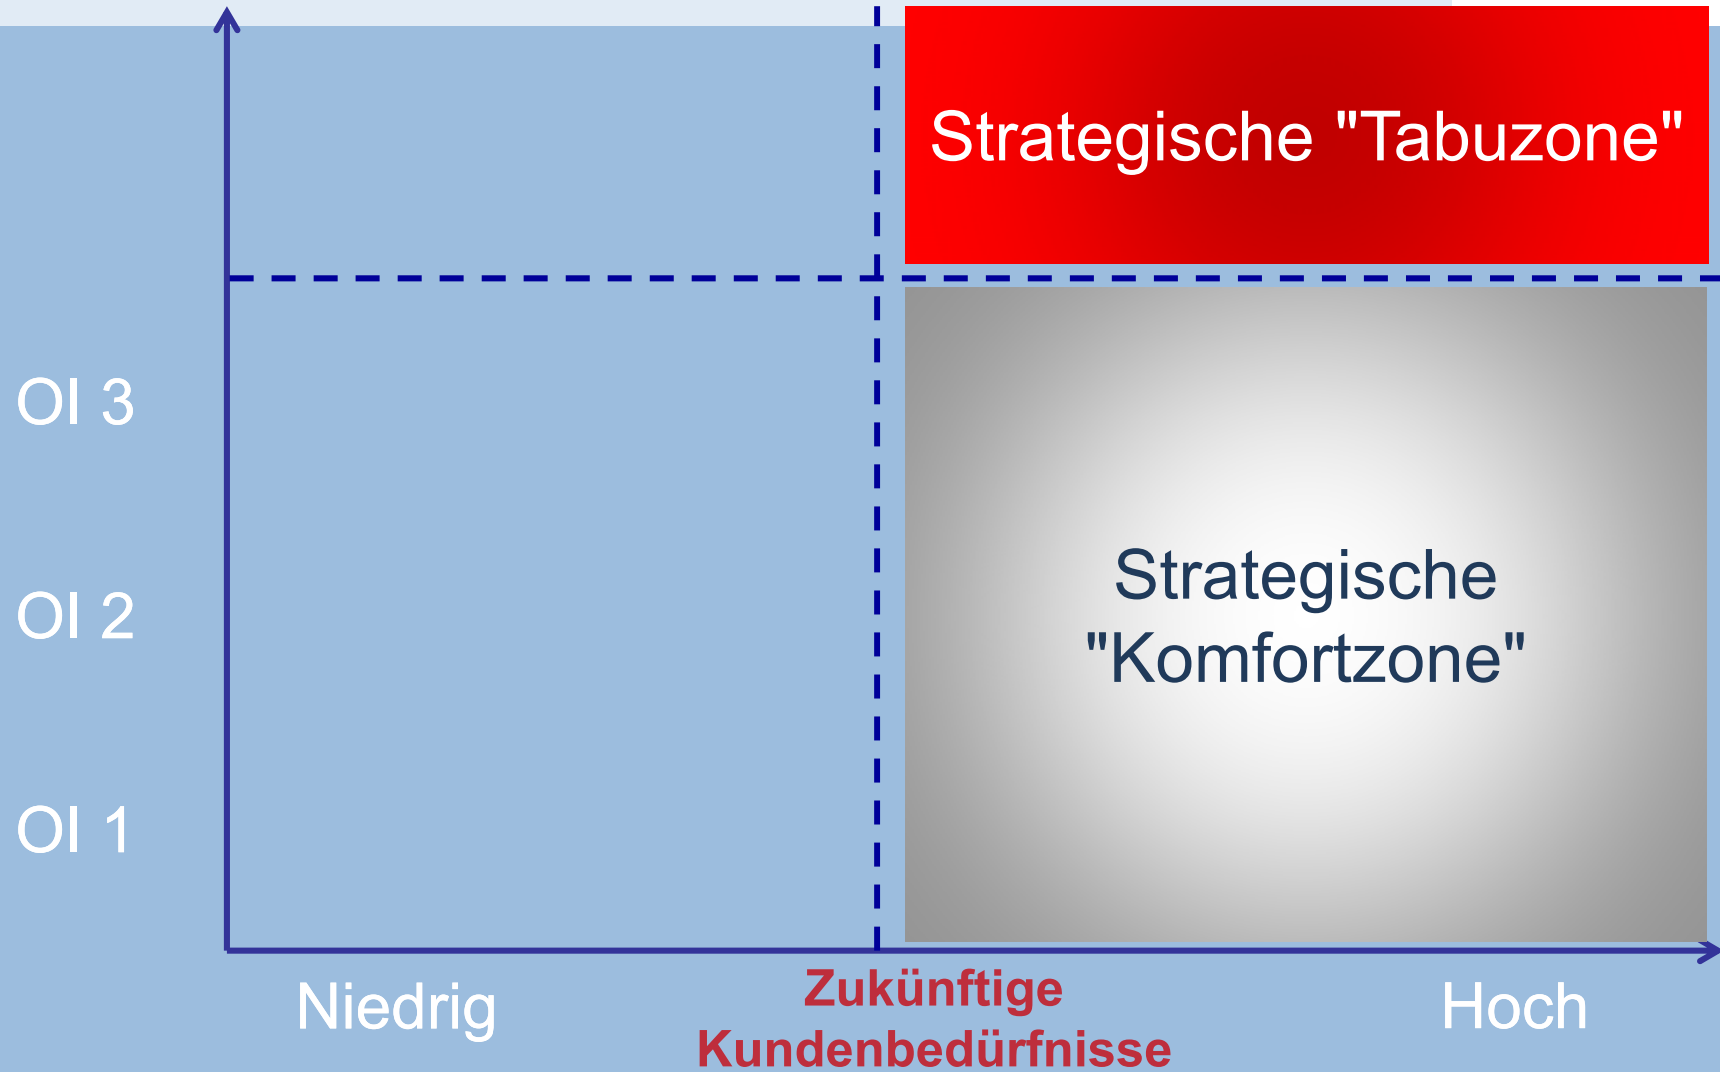 Strategische "Tabuzone"
OI 3
Strategische
"Komfortzone"
OI 2
OI 1
Niedrig
Zukünftige
Kundenbedürfnisse
Hoch